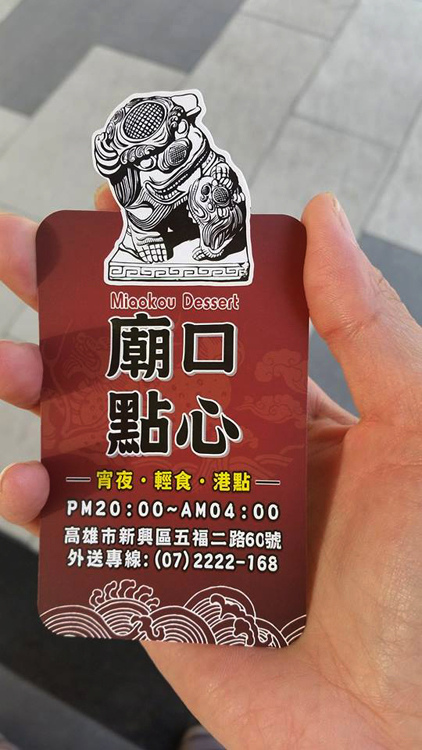 Miaokou Dessert
廟口
點心
宵夜・輕食・港點
PM20:00~AM04:00
高雄市新興區五福二路60號
外送專線:(07)2222-168